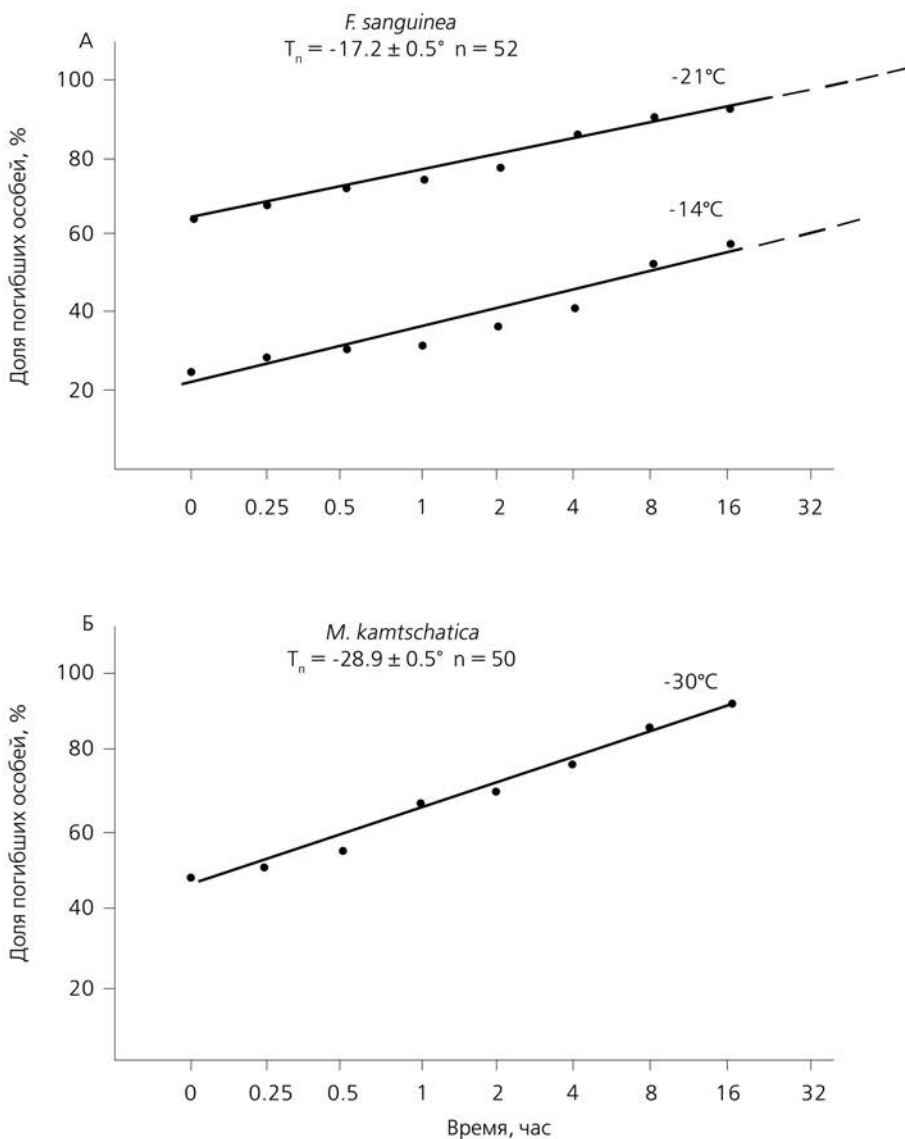 А
F. sanguinea
Tп = -17.2 ± 0.5° n = 52
Доля погибших особей, %
100
80
60
40
20
-21°C
-14°C
0 0.25 0.5 1 2 4 8 16 32
Б
M. kamtschatica
Tп = -28.9 ± 0.5° n = 50
Доля погибших особей, %
100
80
60
40
20
-30°C
0 0.25 0.5 1 2 4 8 16 32
Время, час